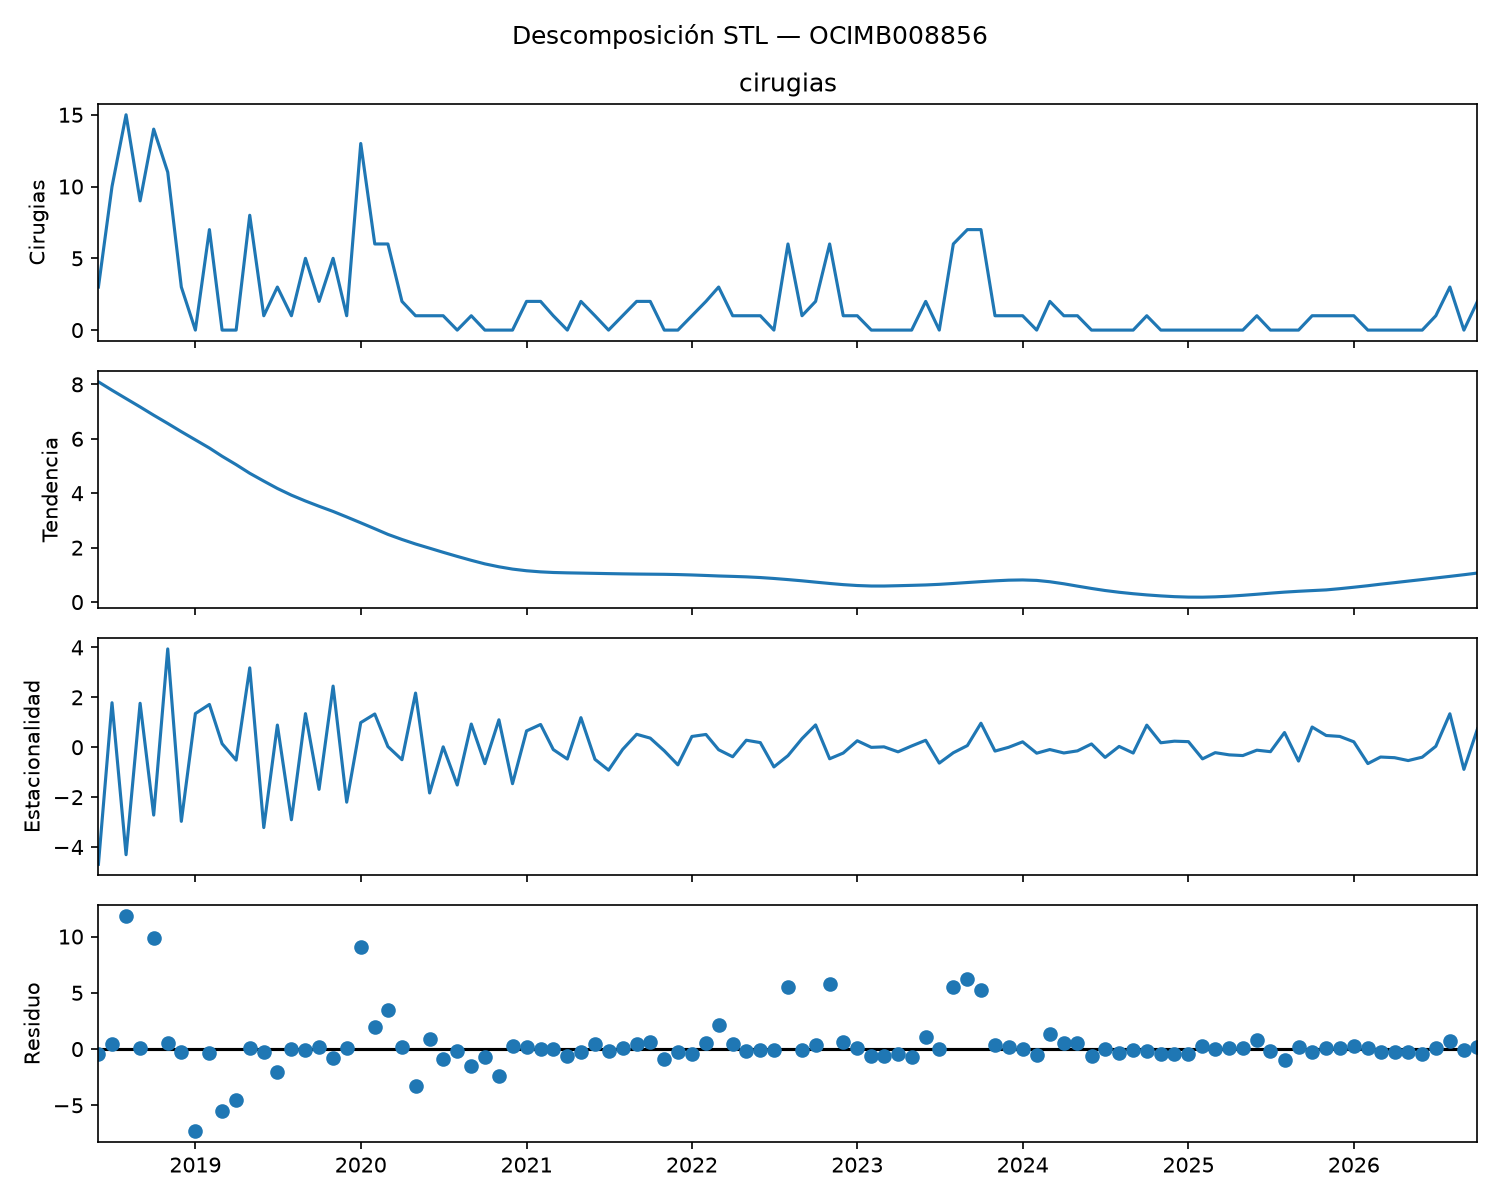 Descomposición STL — OCIMB008856
cirugias
15
10
5
0
Cirugias
8
6
4
2
0
Tendencia
4
2
0
−2
−4
Estacionalidad
10
5
0
−5
Residuo
2019 2020 2021 2022 2023 2024 2025 2026